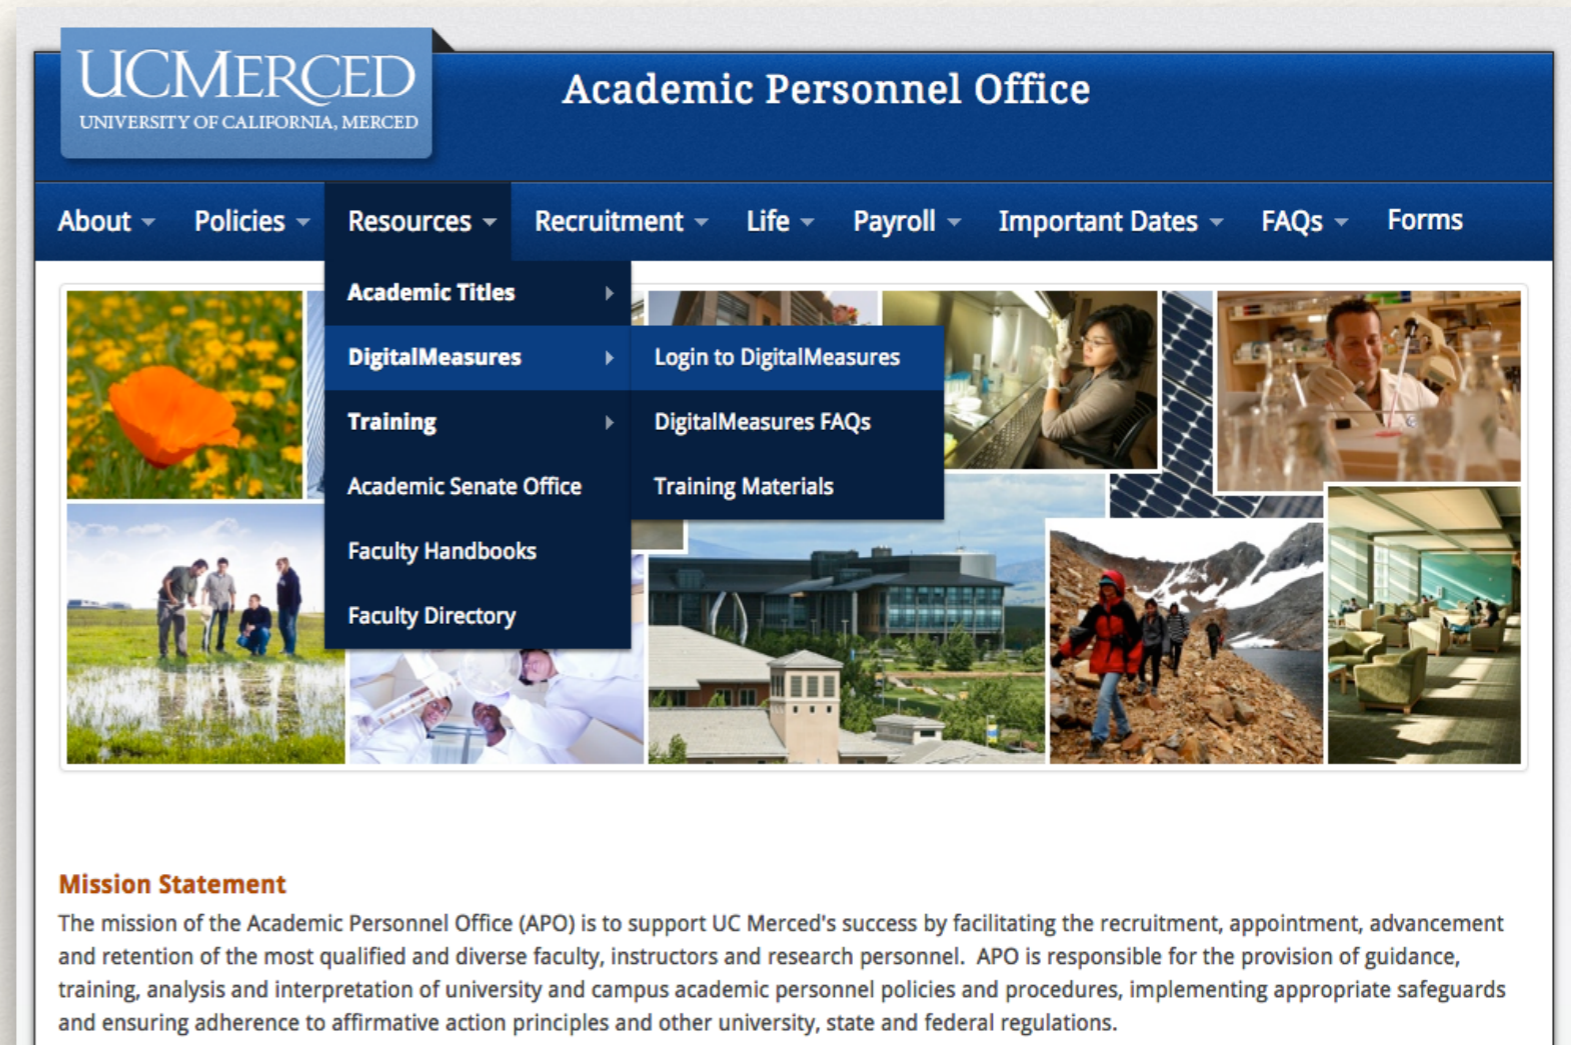 UCMERCED
UNIVERSITY OF CALIFORNIA, MERCED
Academic Personnel Office
About Policies Resources Recruitment Life Payroll Important Dates FAQs Forms
Academic Titles
DigitalMeasures
Login to DigitalMeasures
Training
DigitalMeasures FAQs
Academic Senate Office
Training Materials
Faculty Handbooks
Faculty Directory
Mission Statement
The mission of the Academic Personnel Office (APO) is to support UC Merced's success by facilitating the recruitment, appointment, advancement
and retention of the most qualified and diverse faculty, instructors and research personnel. APO is responsible for the provision of guidance,
training, analysis and interpretation of university and campus academic personnel policies and procedures, implementing appropriate safeguards
and ensuring adherence to affirmative action principles and other university, state and federal regulations.